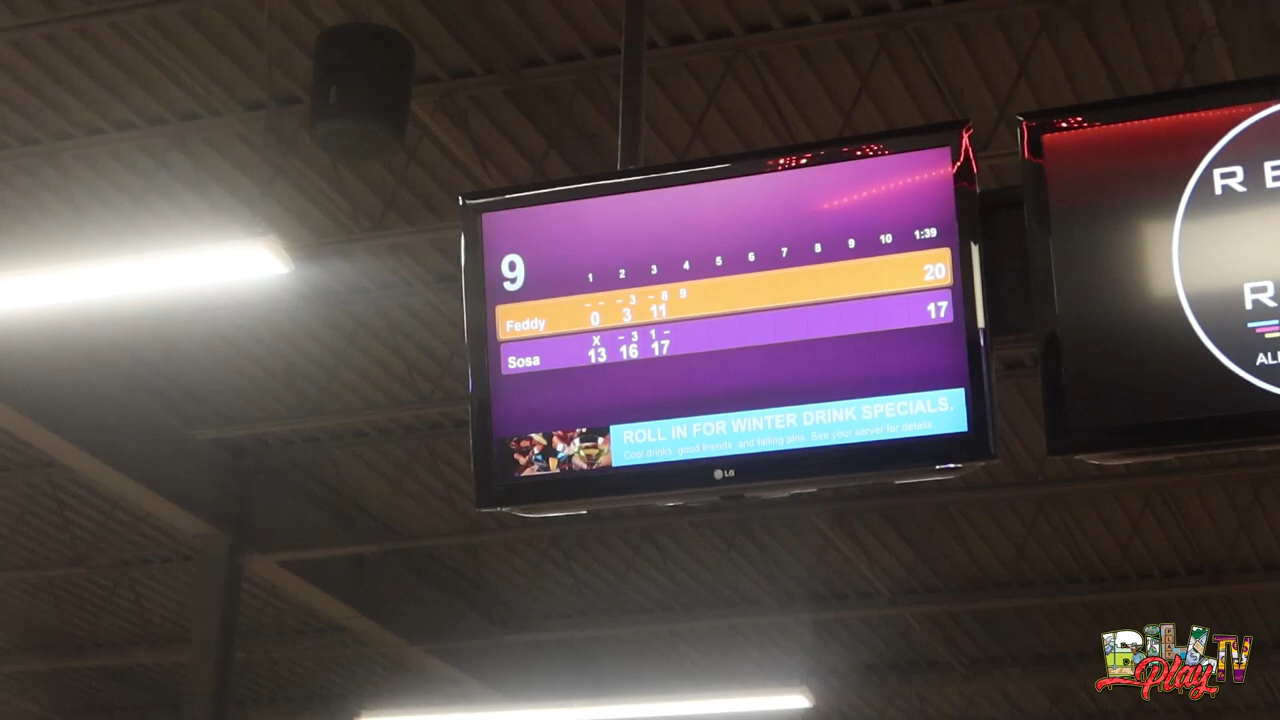 9 1 2 3 4 5 6 7 8 9 10 1:39
- - - 3 - 8 9
Feddy 0 3 11 20
X - 3 1 -
Sosa 13 16 17 17
ROLL IN FOR WINTER DRINK SPECIALS.
Cool drinks, good friends, and falling pins. See your server for details.
LG
RE
R
ALL
Play TV